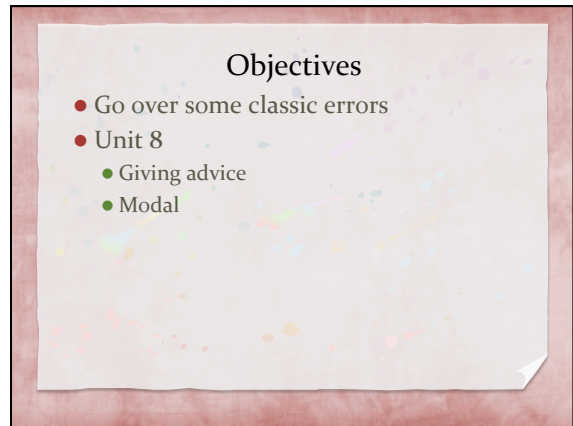 Objectives
Go over some classic errors
Unit 8
Giving advice
Modal